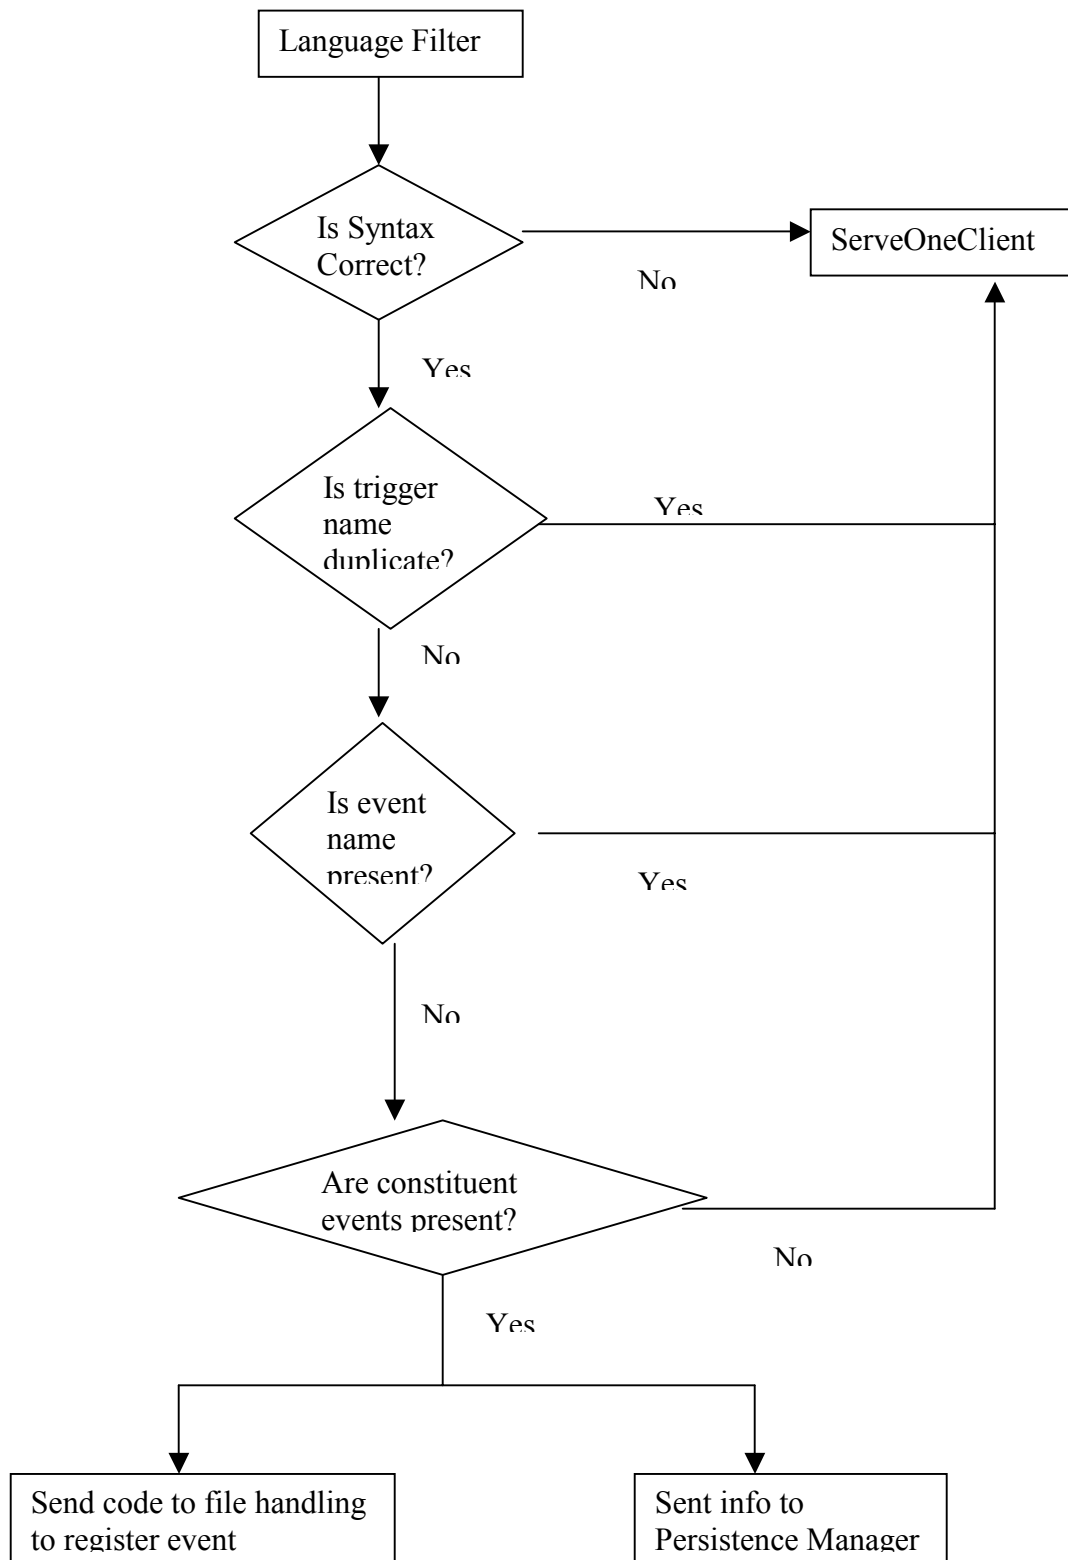 Language Filter
Is Syntax
Correct?
ServeOneClient
No
Yes
Is trigger
name
duplicate?
Yes
No
Is event
name
present?
Yes
No
Are constituent
events present?
No
Yes
Send code to file handling
to register event
Sent info to
Persistence Manager